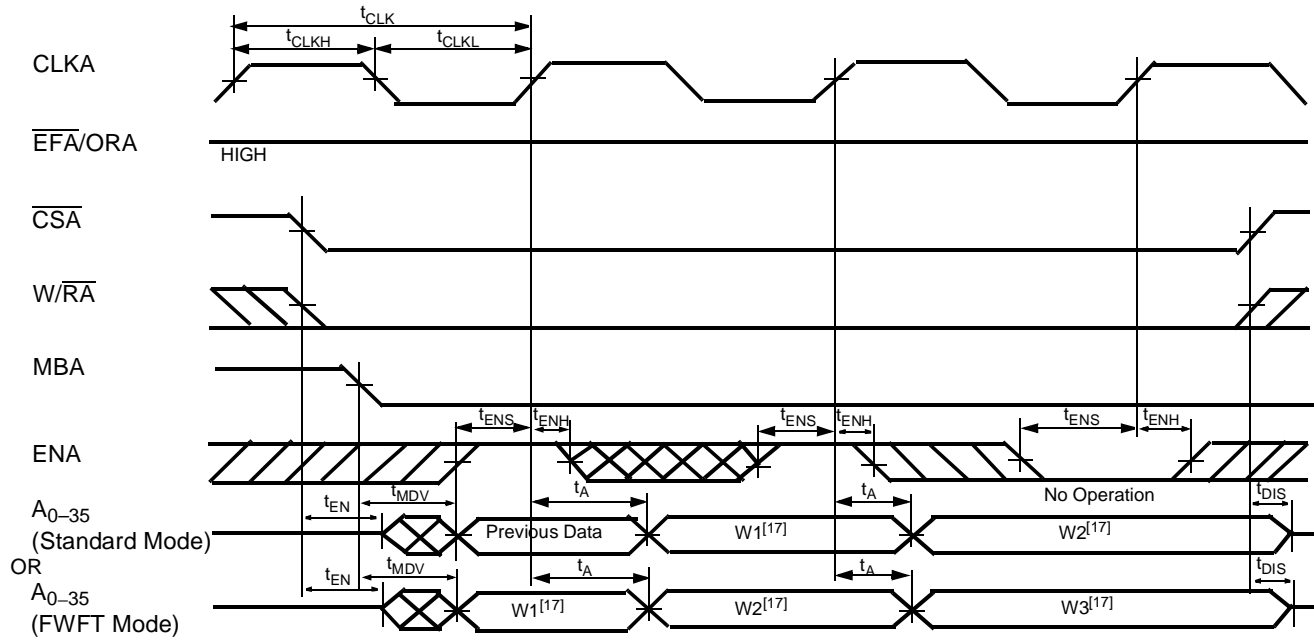 tCLK
tCLKH tCLKL
CLKA
EFA/ORA
HIGH
CSA
W/RA
MBA
tENS tENH tENS tENH tENS tENH
ENA
tMDV
tEN tA tA No Operation tDIS
A0–35
(Standard Mode)
Previous Data W1[17] W2[17]
OR
tMDV
tEN tA tA tDIS
A0–35
(FWFT Mode)
W1[17] W2[17] W3[17]